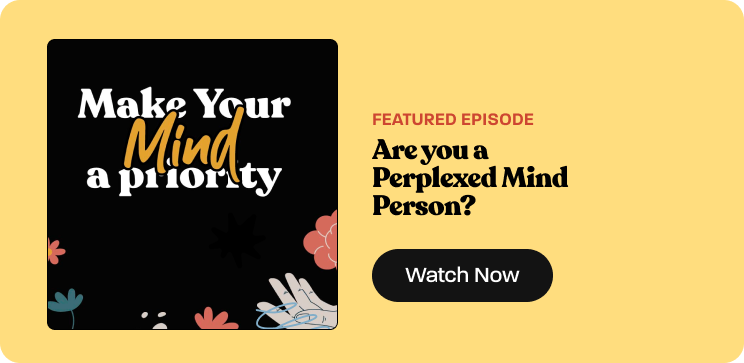 Make Your
Mind
a priority
FEATURED EPISODE
Are you a
Perplexed Mind
Person?
Watch Now